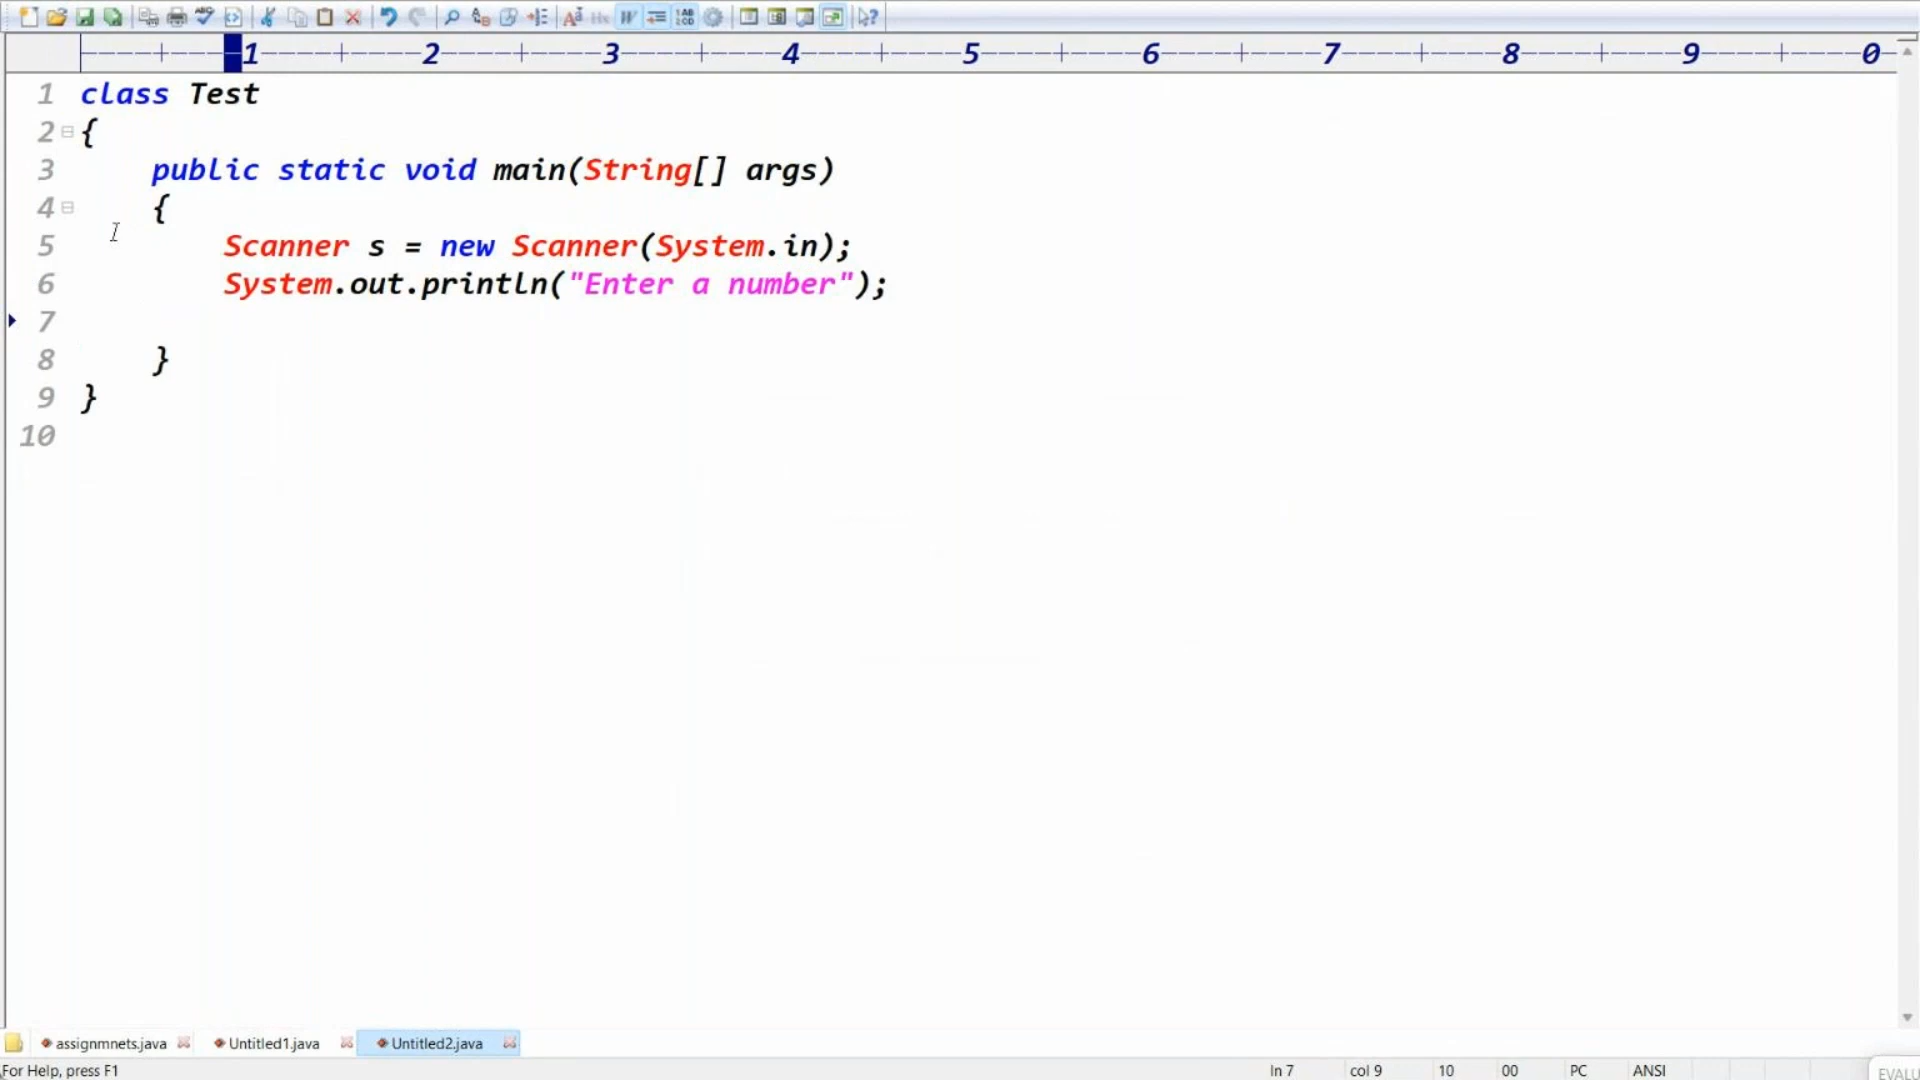 1 2 3 4 5 6 7 8 9 0
1 class Test
2 {
3 public static void main(String[] args)
4 {
5 Scanner s = new Scanner(System.in);
6 System.out.println("Enter a number");
7
8 }
9 }
10
assignmnets.java Untitled1.java Untitled2.java
For Help, press F1 ln 7 col 9 10 00 PC ANSI EVALU